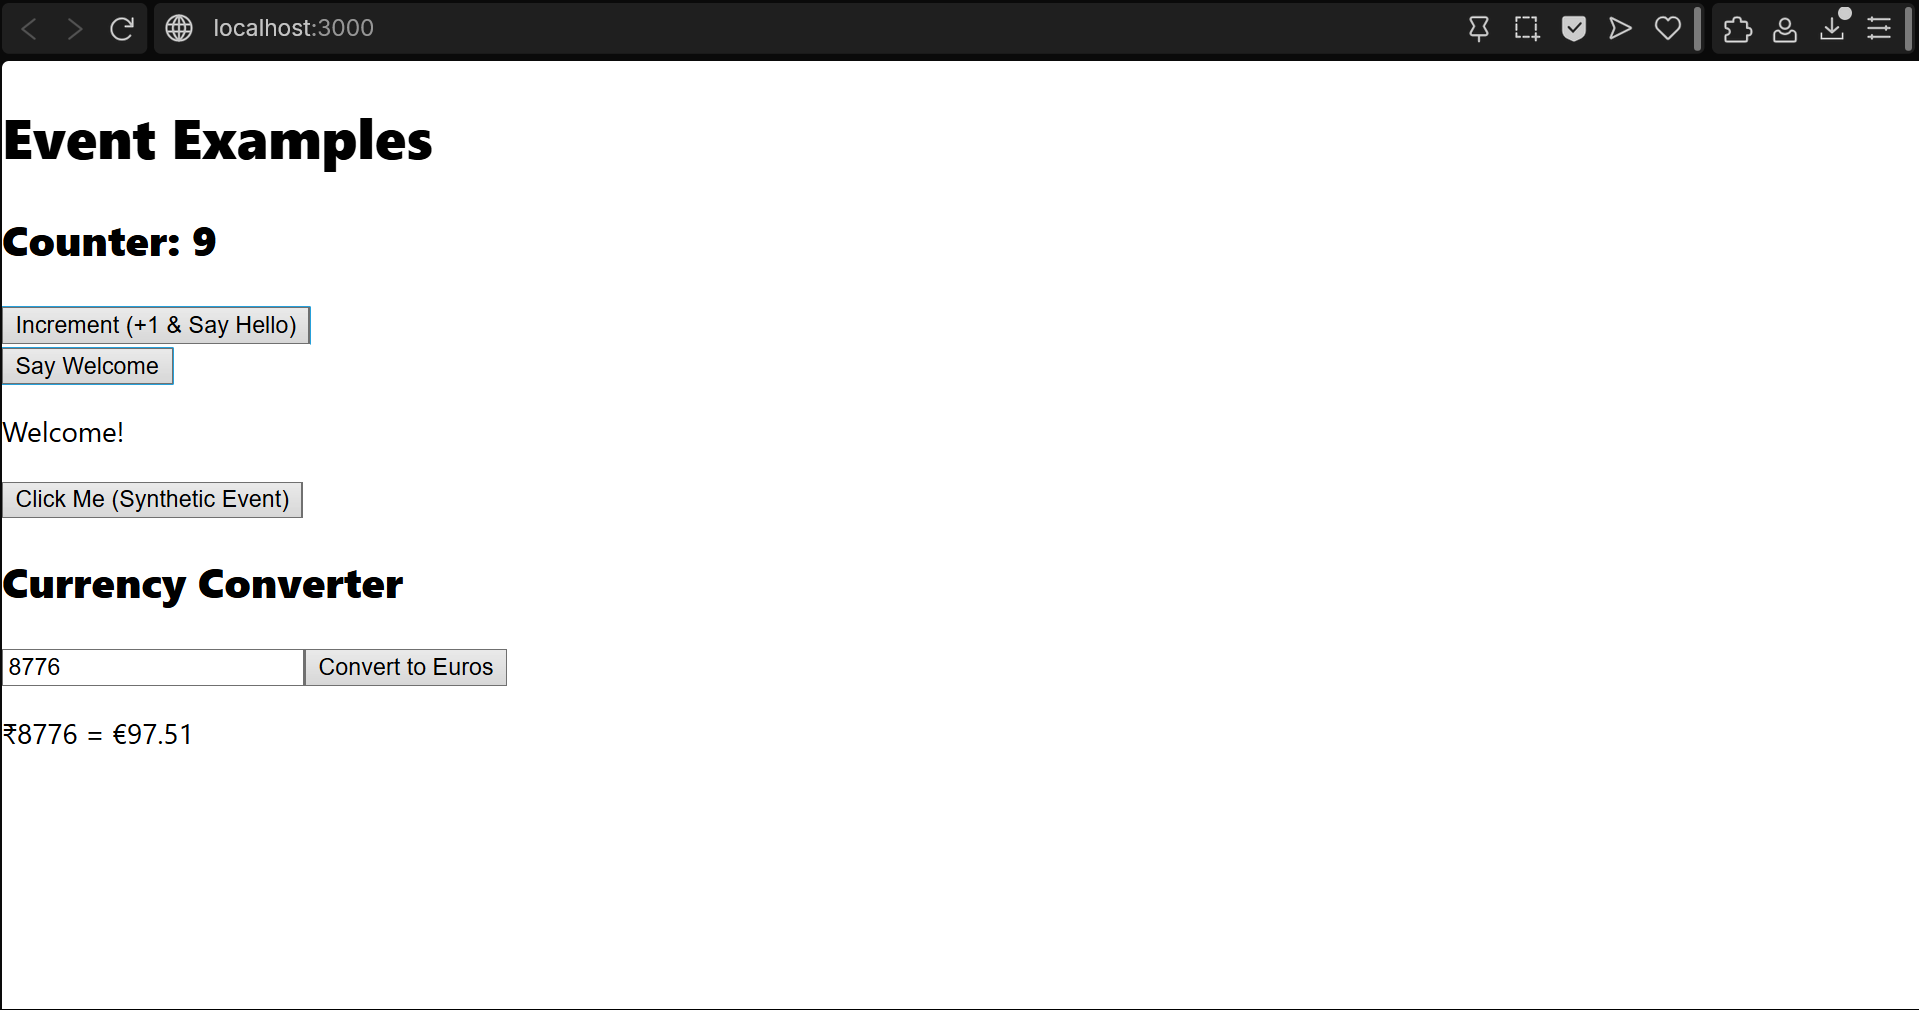 localhost:3000
Event Examples
Counter: 9
Increment (+1 & Say Hello)
Say Welcome
Welcome!
Click Me (Synthetic Event)
Currency Converter
8776 Convert to Euros
₹8776 = €97.51